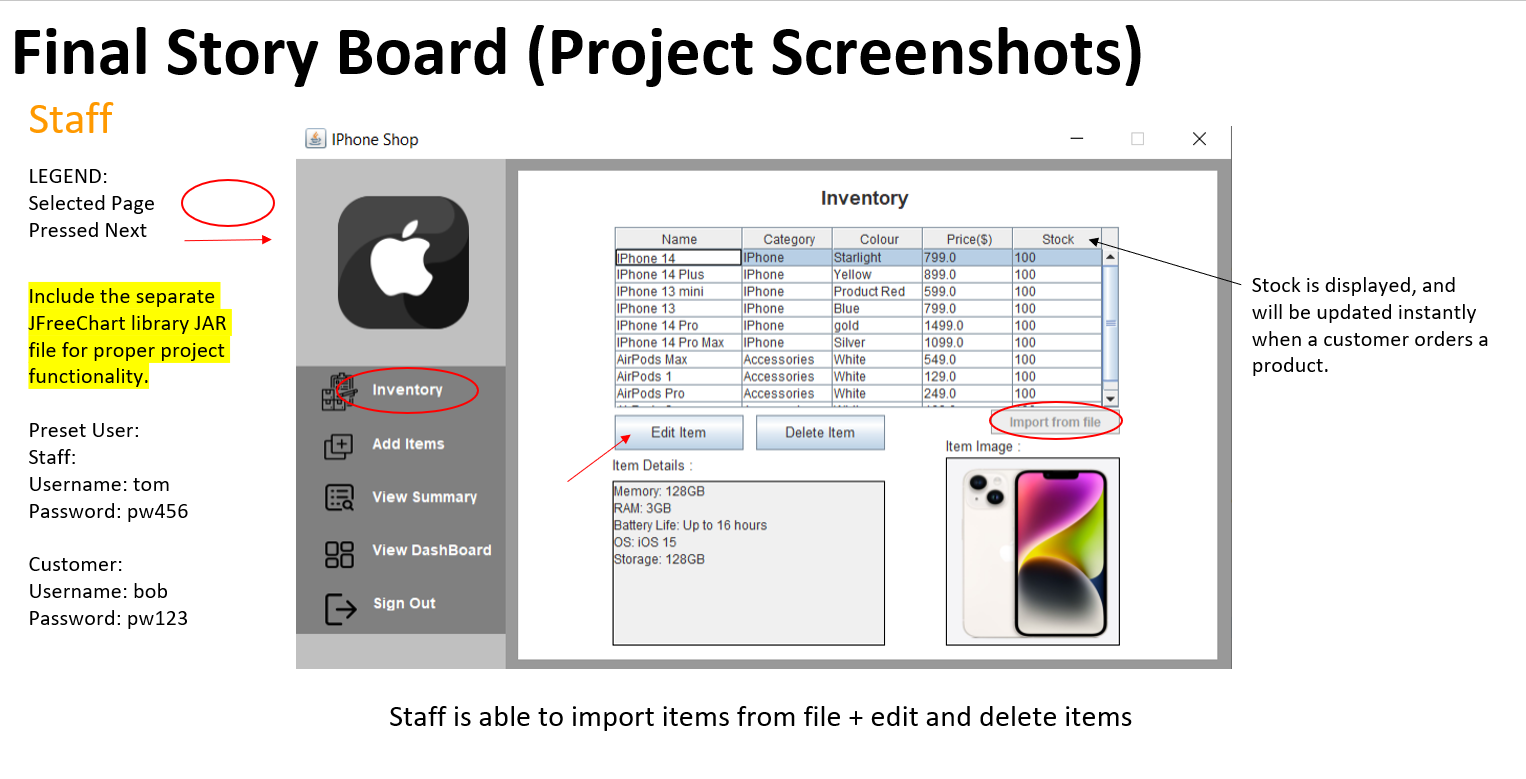 Final Story Board (Project Screenshots)
Staff
LEGEND:
Selected Page
Pressed Next
Include the separate
JFreeChart library JAR
file for proper project
functionality.
Preset User:
Staff:
Username: tom
Password: pw456
Customer:
Username: bob
Password: pw123
IPhone Shop
Inventory
Add Items
View Summary
View DashBoard
Sign Out
Inventory
Name Category Colour Price($) Stock
IPhone 14 IPhone Starlight 799.0 100
IPhone 14 Plus IPhone Yellow 899.0 100
IPhone 13 mini IPhone Product Red 599.0 100
IPhone 13 IPhone Blue 799.0 100
IPhone 14 Pro IPhone gold 1499.0 100
IPhone 14 Pro Max IPhone Silver 1099.0 100
AirPods Max Accessories White 549.0 100
AirPods 1 Accessories White 129.0 100
AirPods Pro Accessories White 249.0 100
Import from file
Edit Item Delete Item
Item Details :
Memory: 128GB
RAM: 3GB
Battery Life: Up to 16 hours
OS: iOS 15
Storage: 128GB
Item Image :
Stock is displayed, and
will be updated instantly
when a customer orders a
product.
Staff is able to import items from file + edit and delete items